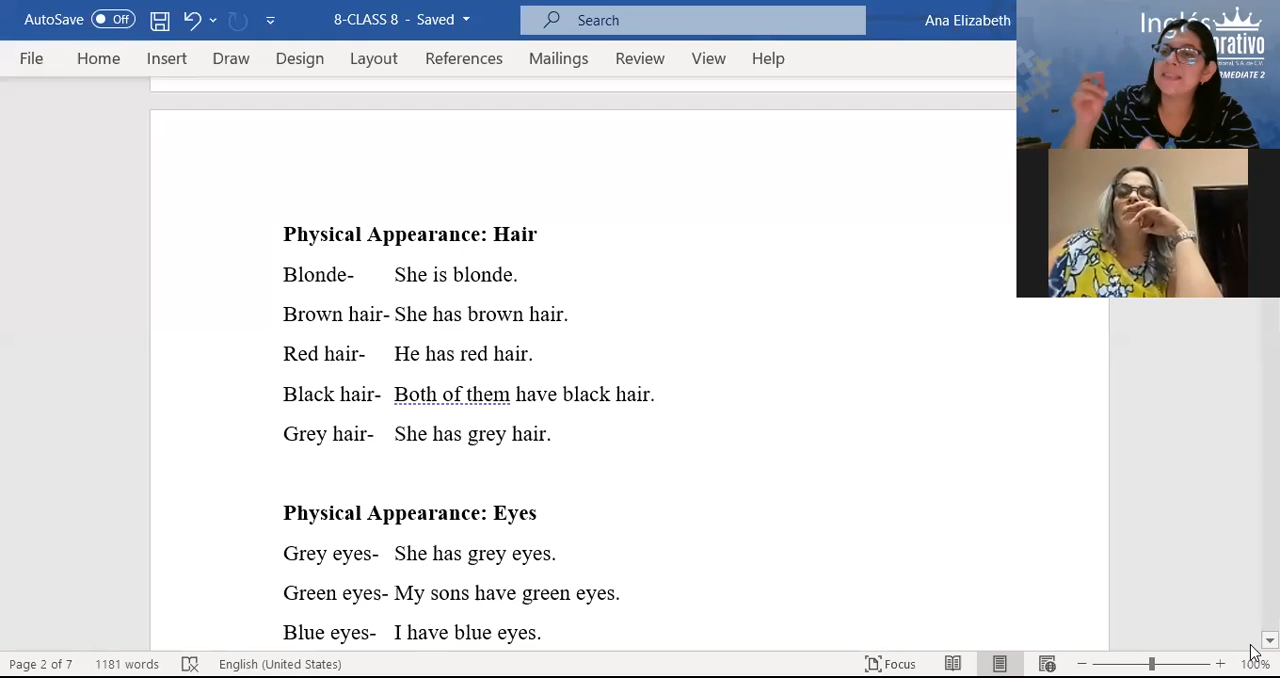 AutoSave Off 8-CLASS 8 - Saved Search Ana Elizabeth
File Home Insert Draw Design Layout References Mailings Review View Help
Inglés
MEDIATE 2
Physical Appearance: Hair
Blonde- She is blonde.
Brown hair- She has brown hair.
Red hair- He has red hair.
Black hair- Both of them have black hair.
Grey hair- She has grey hair.
Physical Appearance: Eyes
Grey eyes- She has grey eyes.
Green eyes- My sons have green eyes.
Blue eyes- I have blue eyes.
Page 2 of 7 1181 words English (United States) Focus 100%